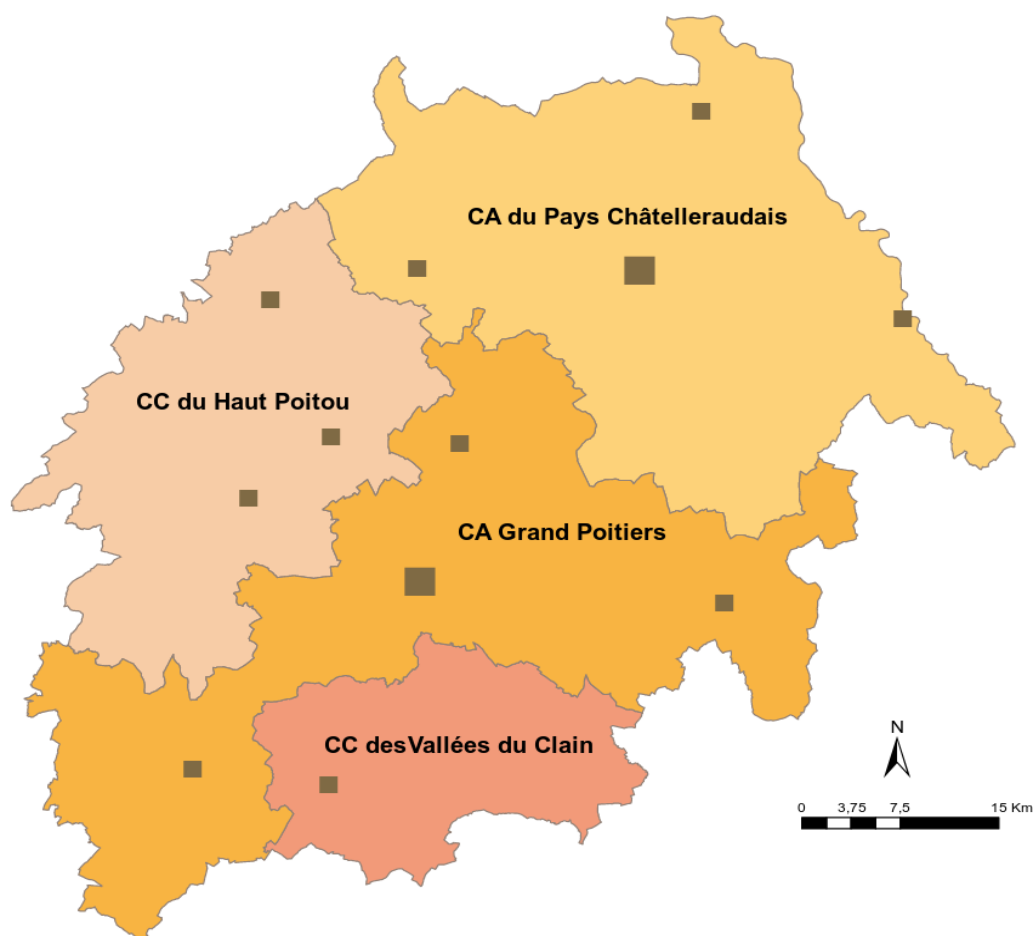 CA du Pays Châtelleraudais
CC du Haut Poitou
CA Grand Poitiers
CC desVallées du Clain
N
0 3,75 7,5 15 Km